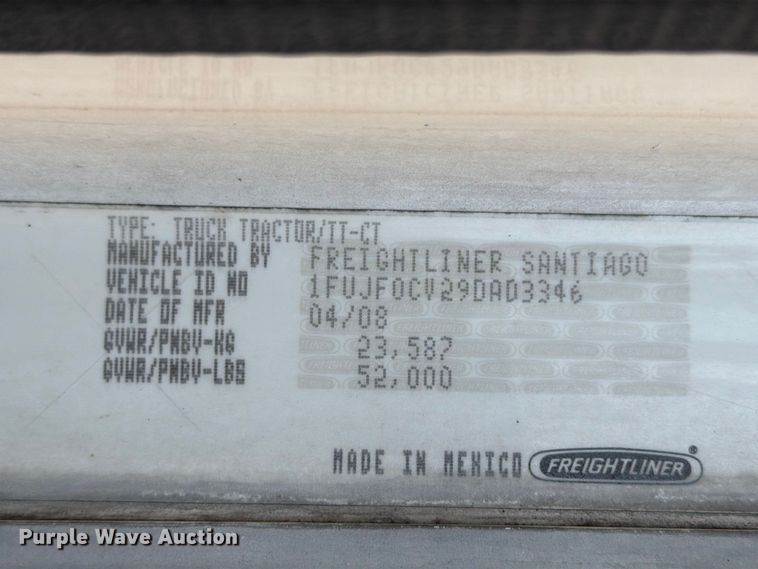 TYPE: TRUCK TRACTOR/TT-CT
MANUFACTURED BY FREIGHTLINER SANTIAGO
VEHICLE ID NO 1FUJF0CV29DAD3346
DATE OF MFR 04/08
GVWR/PNBV-KG 23,587
GVWR/PNBV-LBS 52,000
MADE IN MEXICO FREIGHTLINER®
Purple Wave Auction